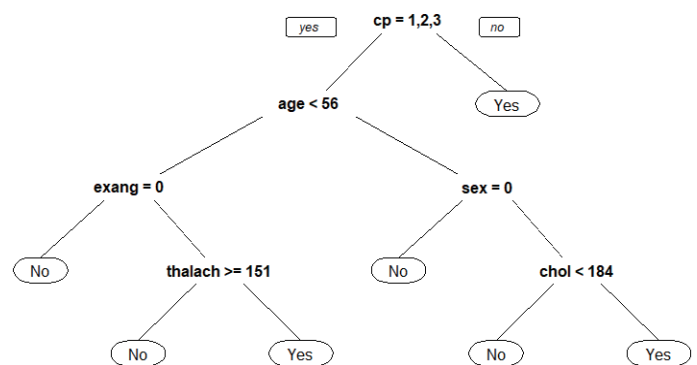 yes
cp = 1,2,3
no
age < 56
Yes
exang = 0
sex = 0
No
thalach >= 151
No
chol < 184
No
Yes
No
Yes